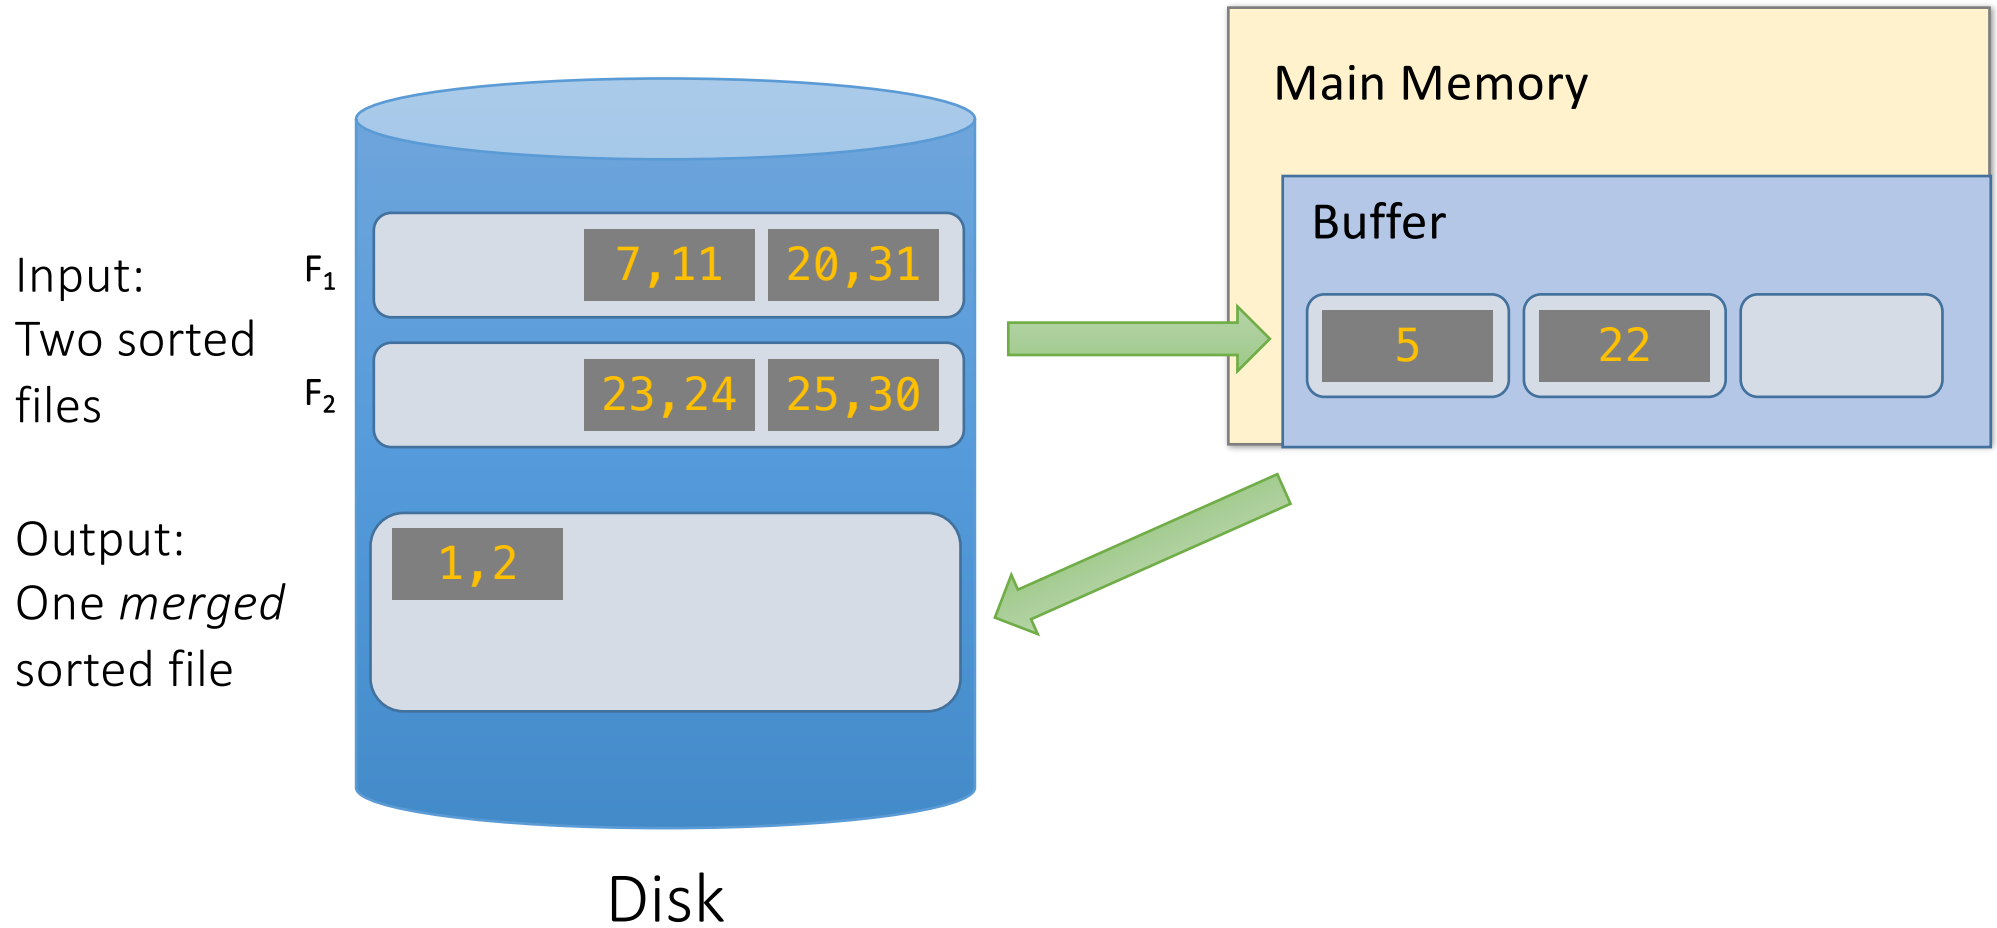 Main Memory
Buffer
5 22
Input:
Two sorted
files
F₁ 7,11 20,31
F₂ 23,24 25,30
Output:
One merged
sorted file
1,2
Disk